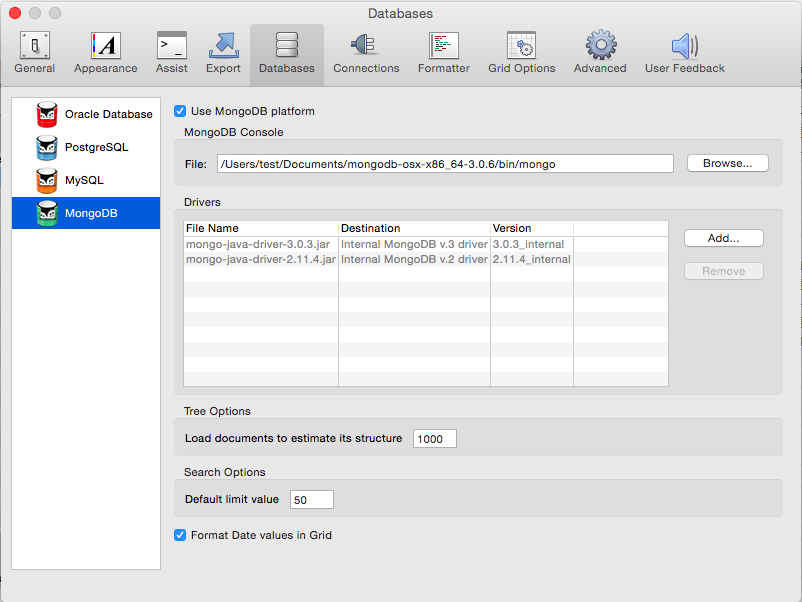 Databases
General Appearance Assist Export Databases Connections Formatter Grid Options Advanced User Feedback
Oracle Database
PostgreSQL
MySQL
MongoDB
Use MongoDB platform
MongoDB Console
File: /Users/test/Documents/mongodb-osx-x86_64-3.0.6/bin/mongo Browse...
Drivers
File Name Destination Version
mongo-java-driver-3.0.3.jar Internal MongoDB v.3 driver 3.0.3_internal
mongo-java-driver-2.11.4.jar Internal MongoDB v.2 driver 2.11.4_internal
Add...
Remove
Tree Options
Load documents to estimate its structure 1000
Search Options
Default limit value 50
Format Date values in Grid